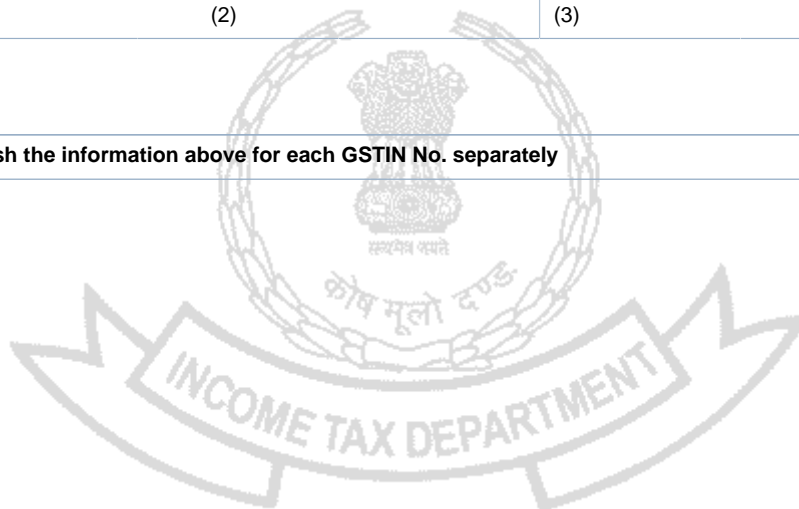 (2) (3)
sh the information above for each GSTIN No. separately
सत्यमेव जयते
कोष मूलो दण्डः
INCOME TAX DEPARTMENT